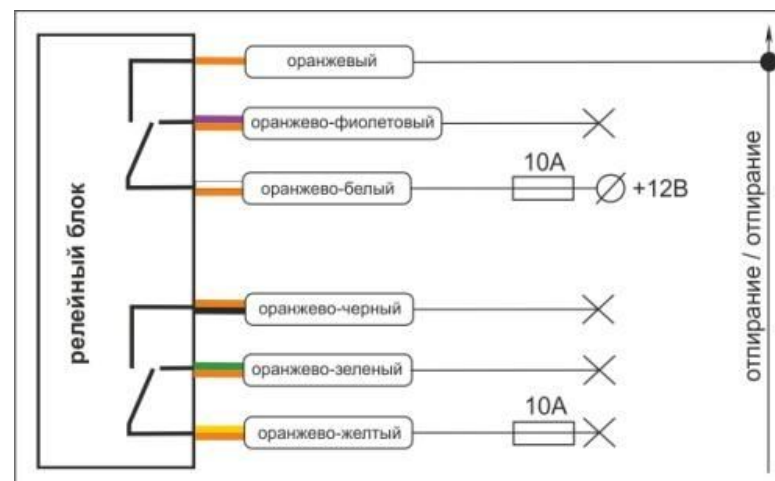 релейный блок
оранжевый
оранжево-фиолетовый
оранжево-белый
10А
+12В
оранжево-черный
оранжево-зеленый
оранжево-желтый
10А
отпирание / отпирание